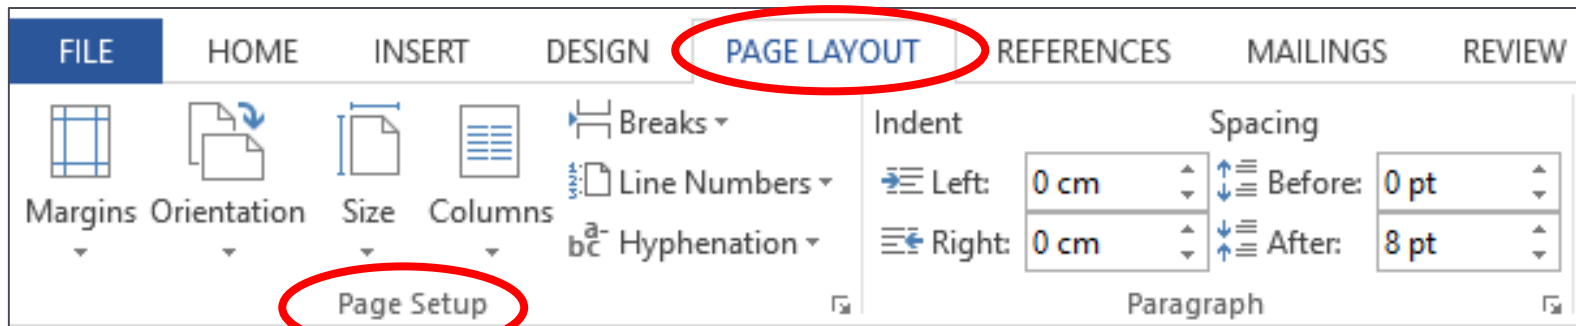 FILE HOME INSERT DESIGN PAGE LAYOUT REFERENCES MAILINGS REVIEW
Breaks Indent Spacing
Line Numbers Left: 0 cm Before: 0 pt
Margins Orientation Size Columns
Hyphenation Right: 0 cm After: 8 pt
Page Setup Paragraph